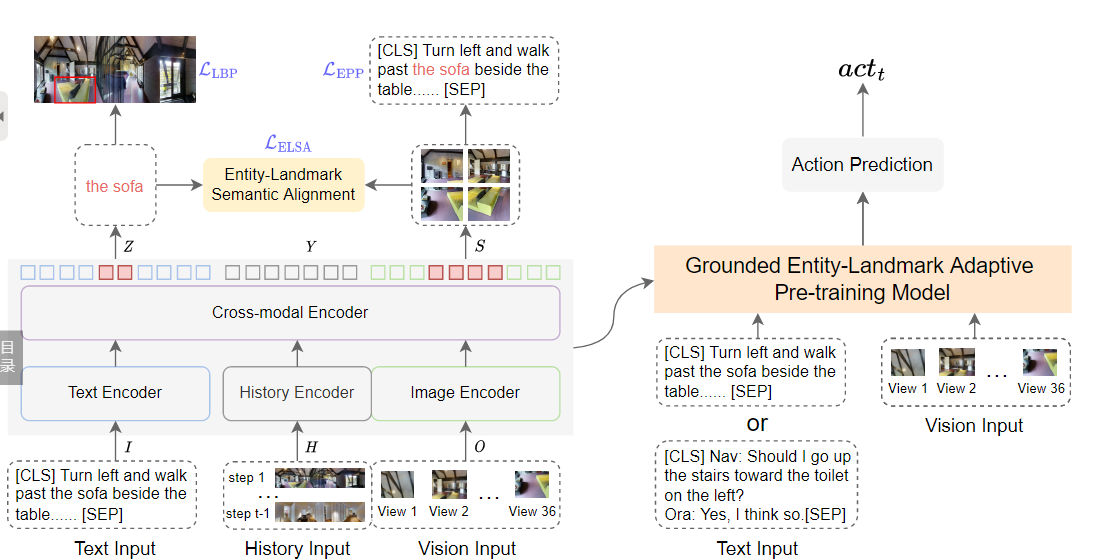 ℒLBP
ℒEPP
[CLS] Turn left and walk
past the sofa beside the
table...... [SEP]
actₜ
ℒELSA
the sofa
Entity-Landmark
Semantic Alignment
Action Prediction
Z
Y
S
Cross-modal Encoder
Grounded Entity-Landmark Adaptive
Pre-training Model
目
录
Text Encoder
History Encoder
Image Encoder
[CLS] Turn left and walk
past the sofa beside the
table...... [SEP]
View 1
View 2
...
View 36
Vision Input
or
I
H
O
[CLS] Turn left and walk
past the sofa beside the
table...... [SEP]
step 1
...
step t-1
View 1
View 2
...
View 36
[CLS] Nav: Should I go up
the stairs toward the toilet
on the left?
Ora: Yes, I think so.[SEP]
Text Input
History Input
Vision Input
Text Input